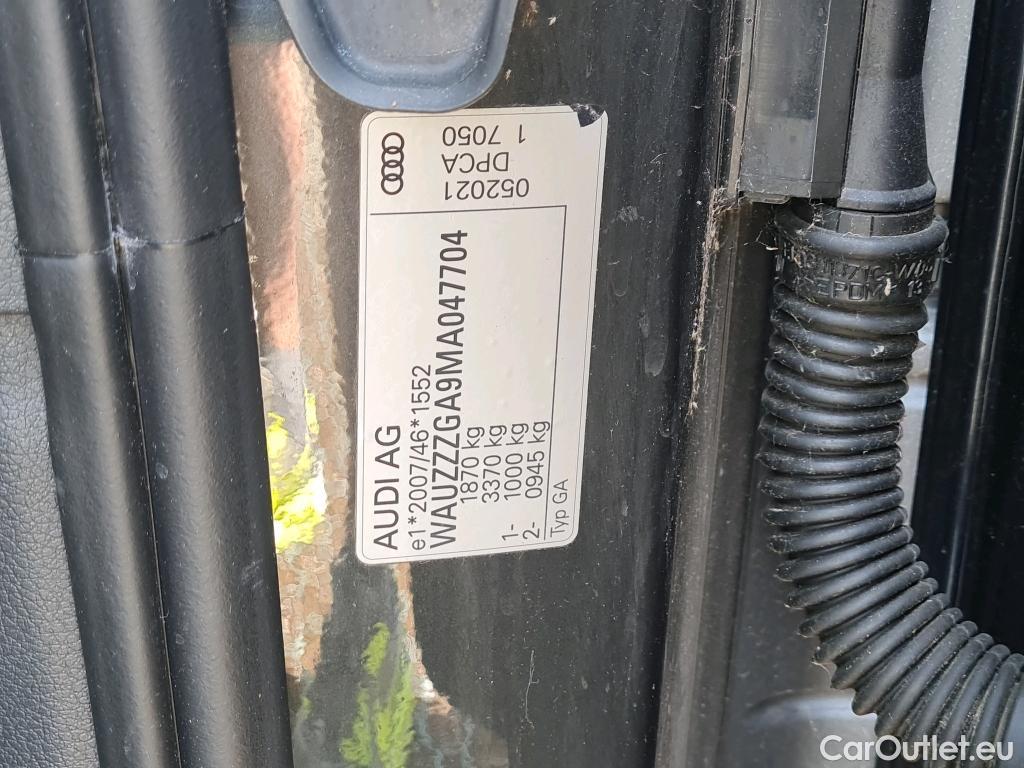 AUDI AG
e1*2007/46*1552
WAUZZZGA9MA047704
1870 kg
3370 kg
1- 1000 kg
2- 0945 kg
Typ GA
052021
DPCA
1 7050
CarOutlet.eu